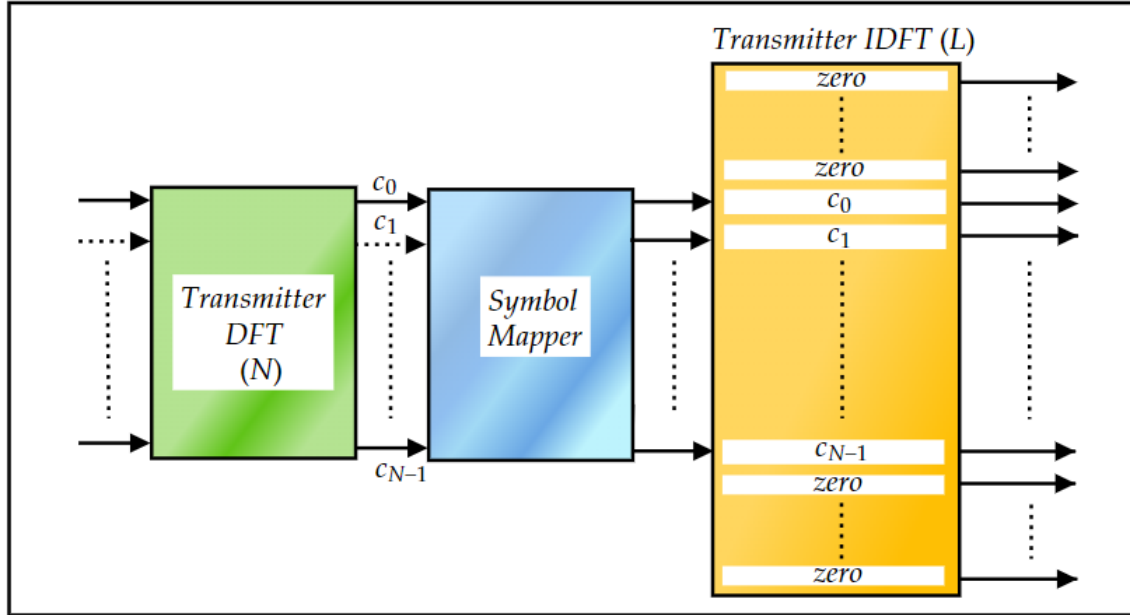 Transmitter IDFT (L)
zero
zero
c₀
c₀
c₁
c₁
Transmitter
DFT
(N)
Symbol
Mapper
c_{N−1}
c_{N−1}
zero
zero